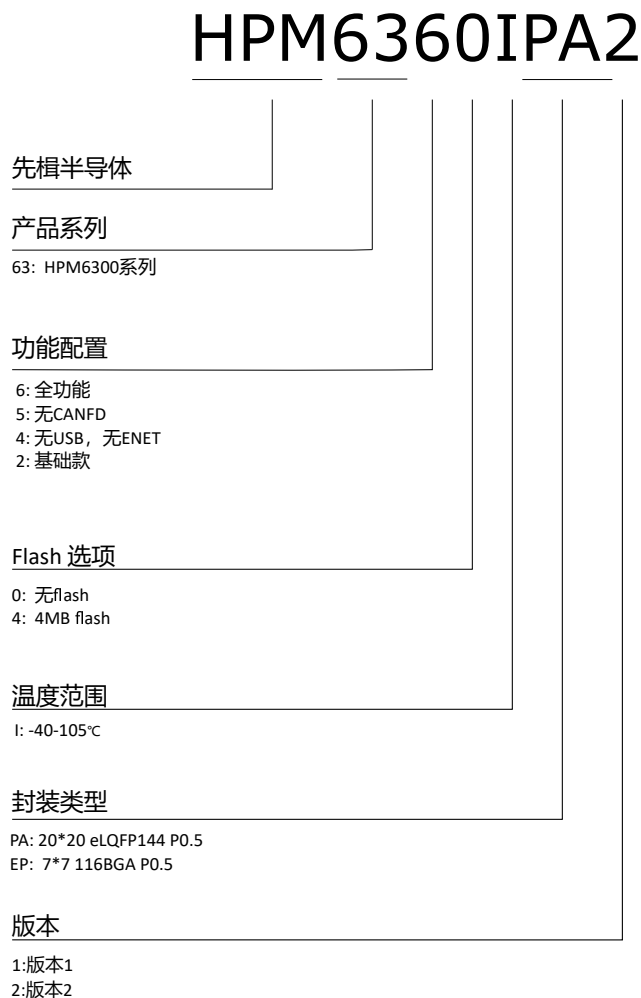 HPM6360IPA2
先楫半导体
产品系列
63: HPM6300系列
功能配置
6: 全功能
5: 无CANFD
4: 无USB，无ENET
2: 基础款
Flash 选项
0: 无flash
4: 4MB flash
温度范围
I: -40-105℃
封装类型
PA: 20*20 eLQFP144 P0.5
EP: 7*7 116BGA P0.5
版本
1:版本1
2:版本2